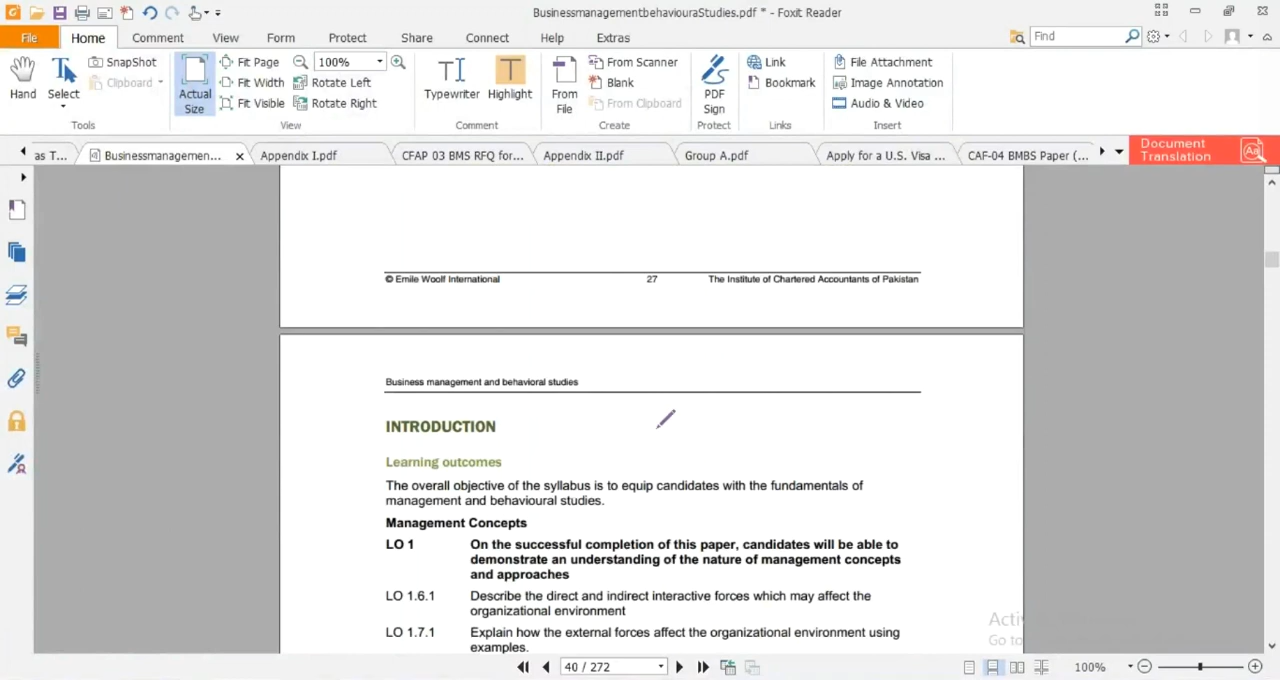 BusinessmanagementbehaviouraStudies.pdf * - Foxit Reader
File Home Comment View Form Protect Share Connect Help Extras Find
Hand
Select
SnapShot
Clipboard
Tools
Actual Size
Fit Page
Fit Width
Fit Visible
100%
Rotate Left
Rotate Right
View
Typewriter
Highlight
Comment
From File
From Scanner
Blank
From Clipboard
Create
PDF Sign
Protect
Link
Bookmark
Links
File Attachment
Image Annotation
Audio & Video
Insert
as T... Businessmanagemen... Appendix I.pdf CFAP 03 BMS RFQ for... Appendix II.pdf Group A.pdf Apply for a U.S. Visa ... CAF-04 BMBS Paper (...
Document
Translation
© Emile Woolf International 27 The Institute of Chartered Accountants of Pakistan
Business management and behavioral studies
INTRODUCTION
Learning outcomes
The overall objective of the syllabus is to equip candidates with the fundamentals of
management and behavioural studies.
Management Concepts
LO 1 On the successful completion of this paper, candidates will be able to
demonstrate an understanding of the nature of management concepts
and approaches
LO 1.6.1 Describe the direct and indirect interactive forces which may affect the
organizational environment
LO 1.7.1 Explain how the external forces affect the organizational environment using
examples.
Acti
Go to
40 / 272 100%